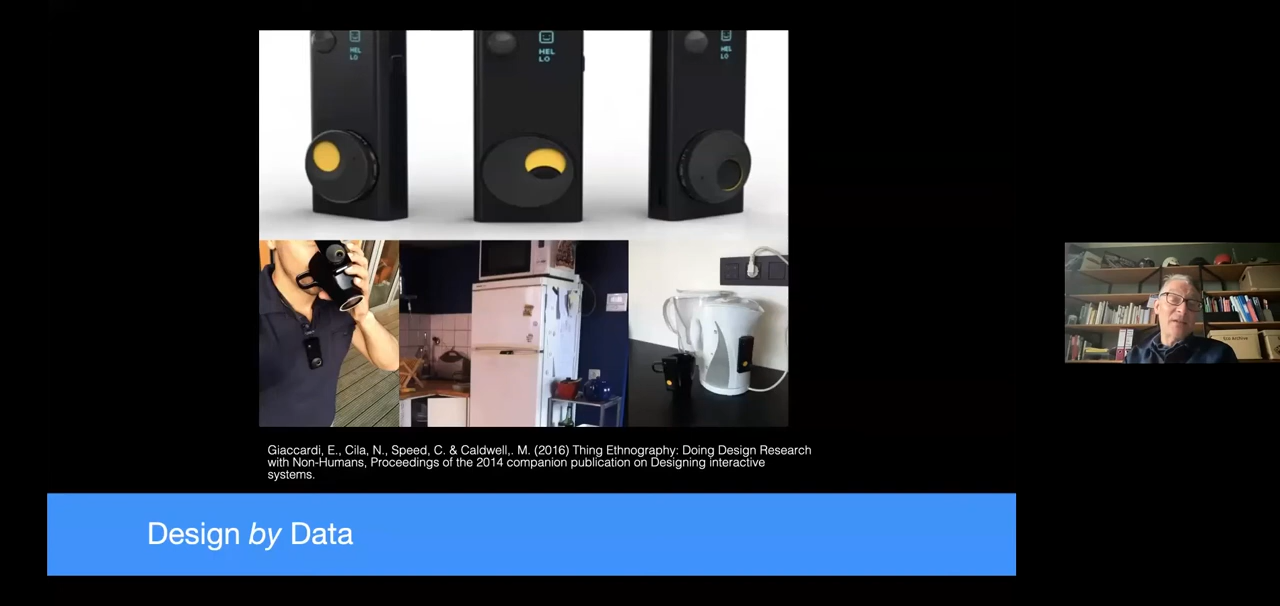 HEL
LO
HEL
LO
HEL
LO
Giaccardi, E., Cila, N., Speed, C. & Caldwell,. M. (2016) Thing Ethnography: Doing Design Research
with Non-Humans, Proceedings of the 2014 companion publication on Designing interactive
systems.
Design by Data